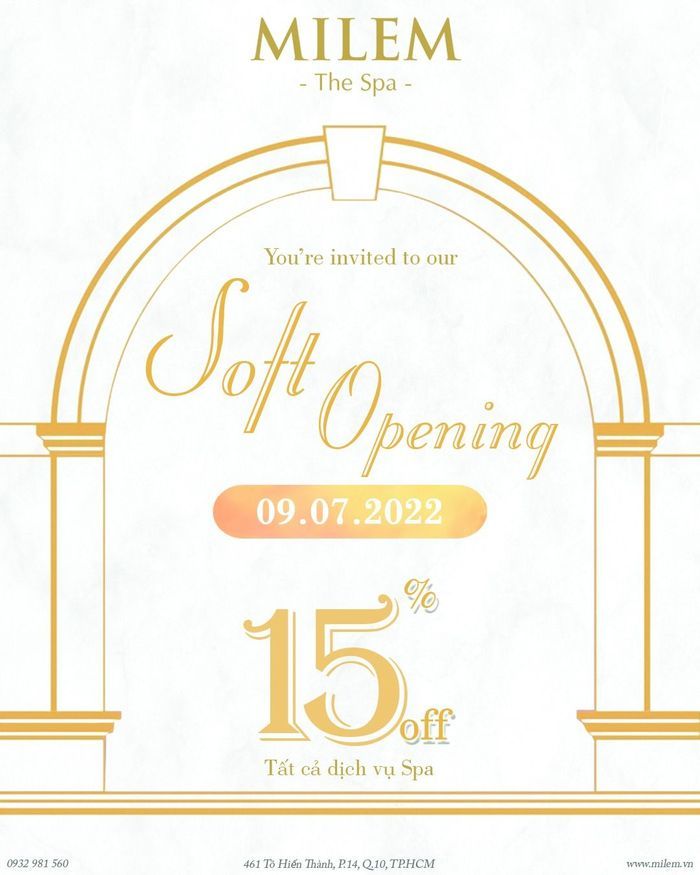 MILEM
- The Spa -
You're invited to our
Soft
Opening
09.07.2022
15%
off
Tất cả dịch vụ Spa
0932 981 560
461 Tô Hiến Thành, P.14, Q.10, TP.HCM
www.milem.vn